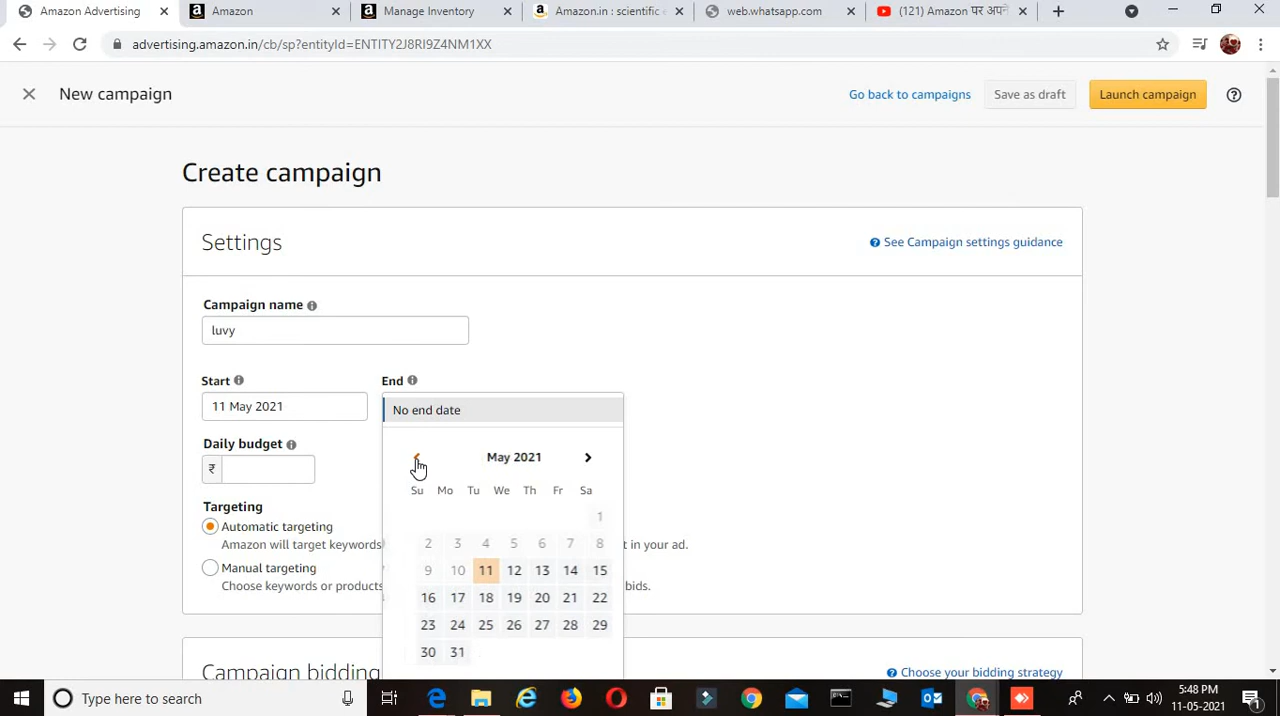 Amazon Advertising
Amazon
Manage Inventory
Amazon.in : scientific e
web.whatsapp.com
(121) Amazon पर अपने
advertising.amazon.in/cb/sp?entityId=ENTITY2J8RI9Z4NM1XX
New campaign
Go back to campaigns
Save as draft
Launch campaign
Create campaign
Settings
See Campaign settings guidance
Campaign name
luvy
Start
End
11 May 2021
No end date
Daily budget
May 2021
₹
Su Mo Tu We Th Fr Sa
1
2 3 4 5 6 7 8
9 10 11 12 13 14 15
16 17 18 19 20 21 22
23 24 25 26 27 28 29
30 31
Targeting
Automatic targeting
Amazon will target keywords
t in your ad.
Manual targeting
Choose keywords or products
bids.
Campaign bidding
Choose your bidding strategy
Type here to search
5:48 PM
11-05-2021
1